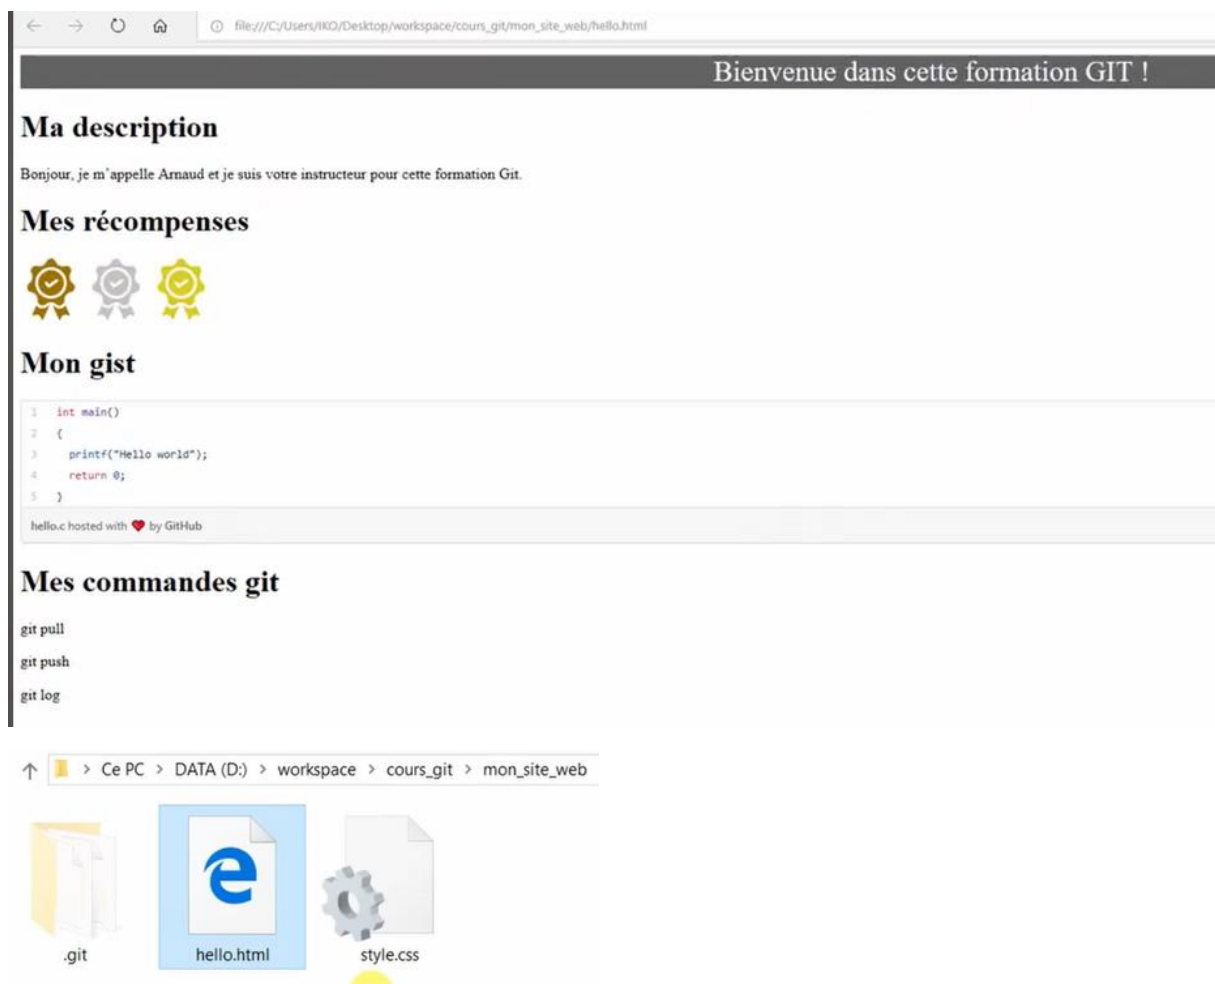 file:///C:/Users/IKO/Desktop/workspace/cours_git/mon_site_web/hello.html
Bienvenue dans cette formation GIT !
Ma description
Bonjour, je m'appelle Arnaud et je suis votre instructeur pour cette formation Git.
Mes récompenses
Mon gist
1 int main()
2 {
3 printf("Hello world");
4 return 0;
5 }
hello.c hosted with ❤ by GitHub
Mes commandes git
git pull
git push
git log
> Ce PC > DATA (D:) > workspace > cours_git > mon_site_web
.git hello.html style.css